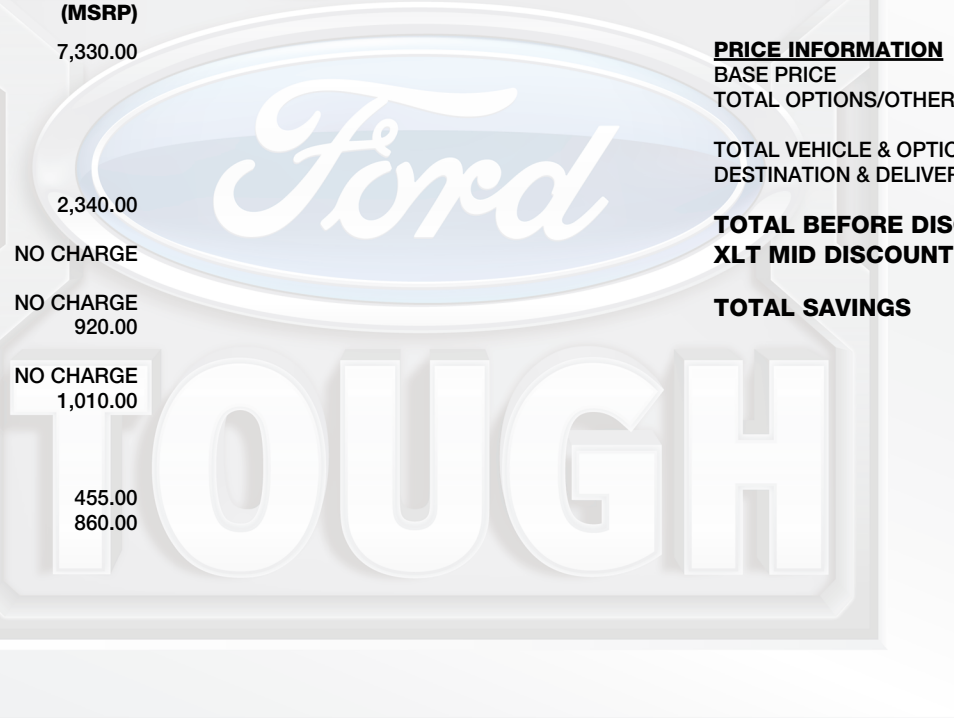 (MSRP)
7,330.00
2,340.00
NO CHARGE
NO CHARGE
920.00
NO CHARGE
1,010.00
455.00
860.00
PRICE INFORMATION
BASE PRICE
TOTAL OPTIONS/OTHER
TOTAL VEHICLE & OPTIO
DESTINATION & DELIVER
TOTAL BEFORE DIS
XLT MID DISCOUNT
TOTAL SAVINGS
Ford
TOUGH